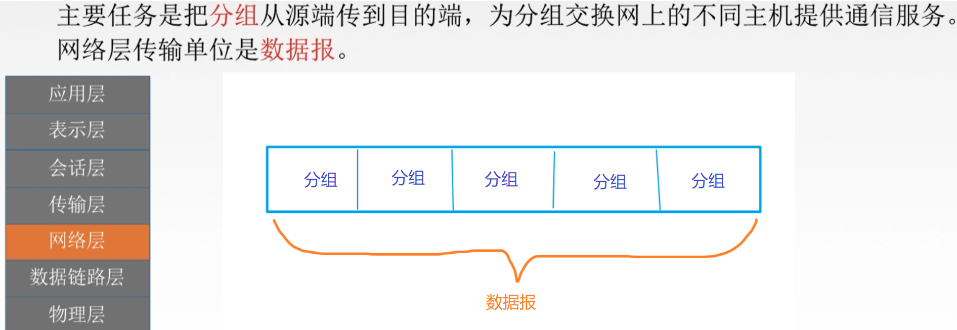 主要任务是把分组从源端传到目的端，为分组交换网上的不同主机提供通信服务。
网络层传输单位是数据报。
应用层
表示层
会话层
传输层
网络层
数据链路层
物理层
分组 分组 分组 分组 分组
数据报